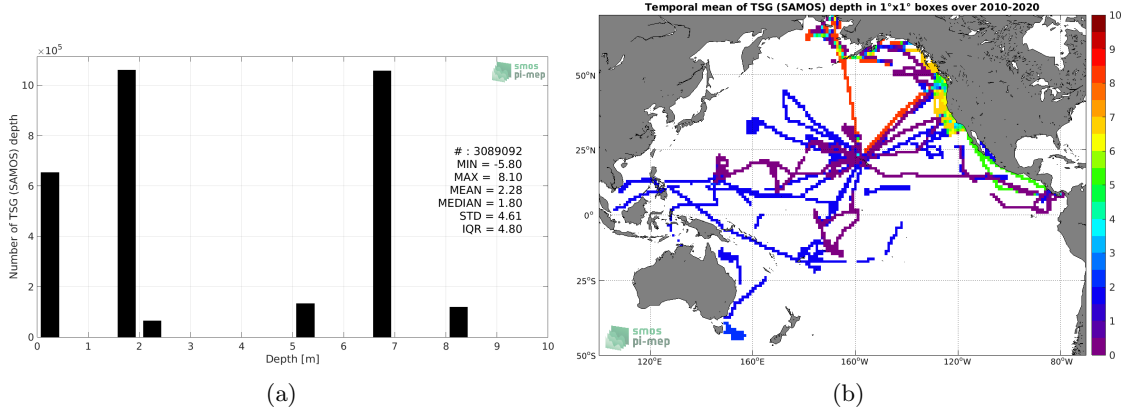 ×10⁵
smos
pi-mep
10
8
6
4
2
0
Number of TSG (SAMOS) depth
# : 3089092
MIN = -5.80
MAX = 8.10
MEAN = 2.28
MEDIAN = 1.80
STD = 4.61
IQR = 4.80
0 1 2 3 4 5 6 7 8 9 10
Depth [m]
(a)
Temporal mean of TSG (SAMOS) depth in 1°x1° boxes over 2010-2020
50°N
25°N
0°
25°S
50°S
120°E 160°E 160°W 120°W 80°W
smos
pi-mep
10
9
8
7
6
5
4
3
2
1
0
(b)